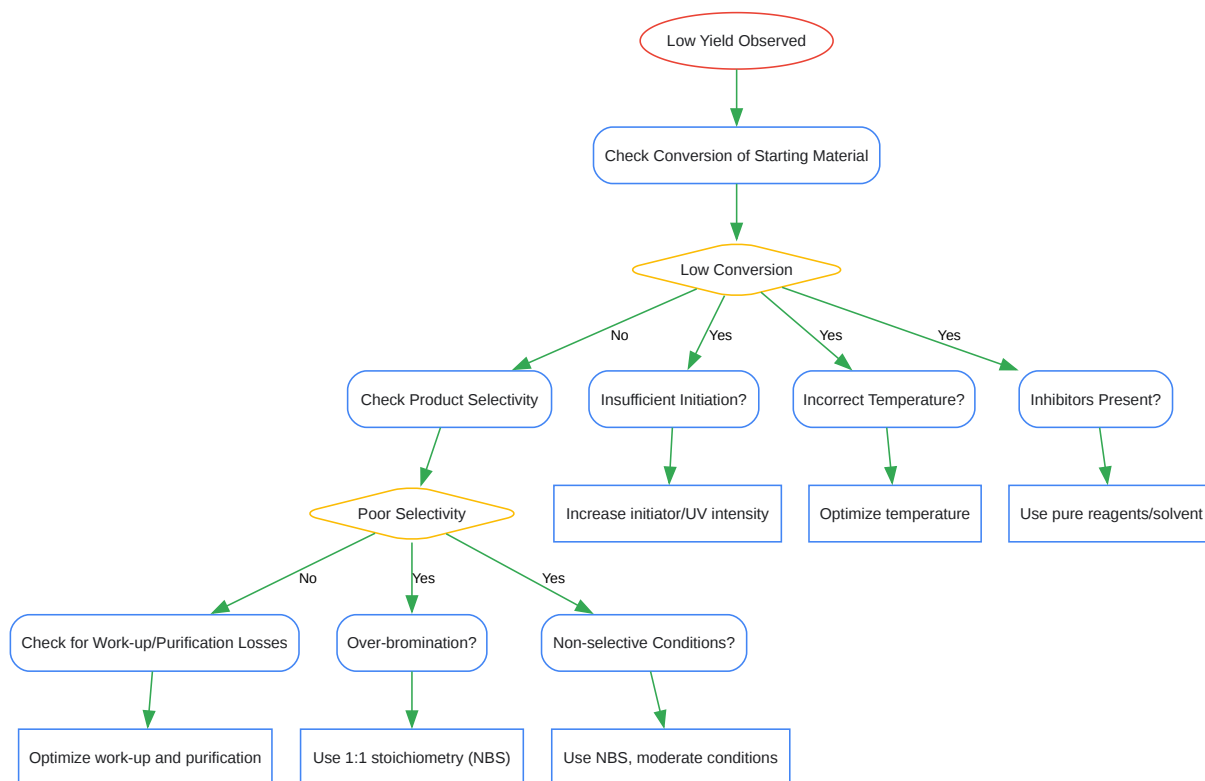 Low Yield Observed
Check Conversion of Starting Material
Low Conversion
No
Yes
Yes
Yes
Check Product Selectivity
Insufficient Initiation?
Incorrect Temperature?
Inhibitors Present?
Poor Selectivity
Increase initiator/UV intensity
Optimize temperature
Use pure reagents/solvent
No
Yes
Yes
Check for Work-up/Purification Losses
Over-bromination?
Non-selective Conditions?
Optimize work-up and purification
Use 1:1 stoichiometry (NBS)
Use NBS, moderate conditions